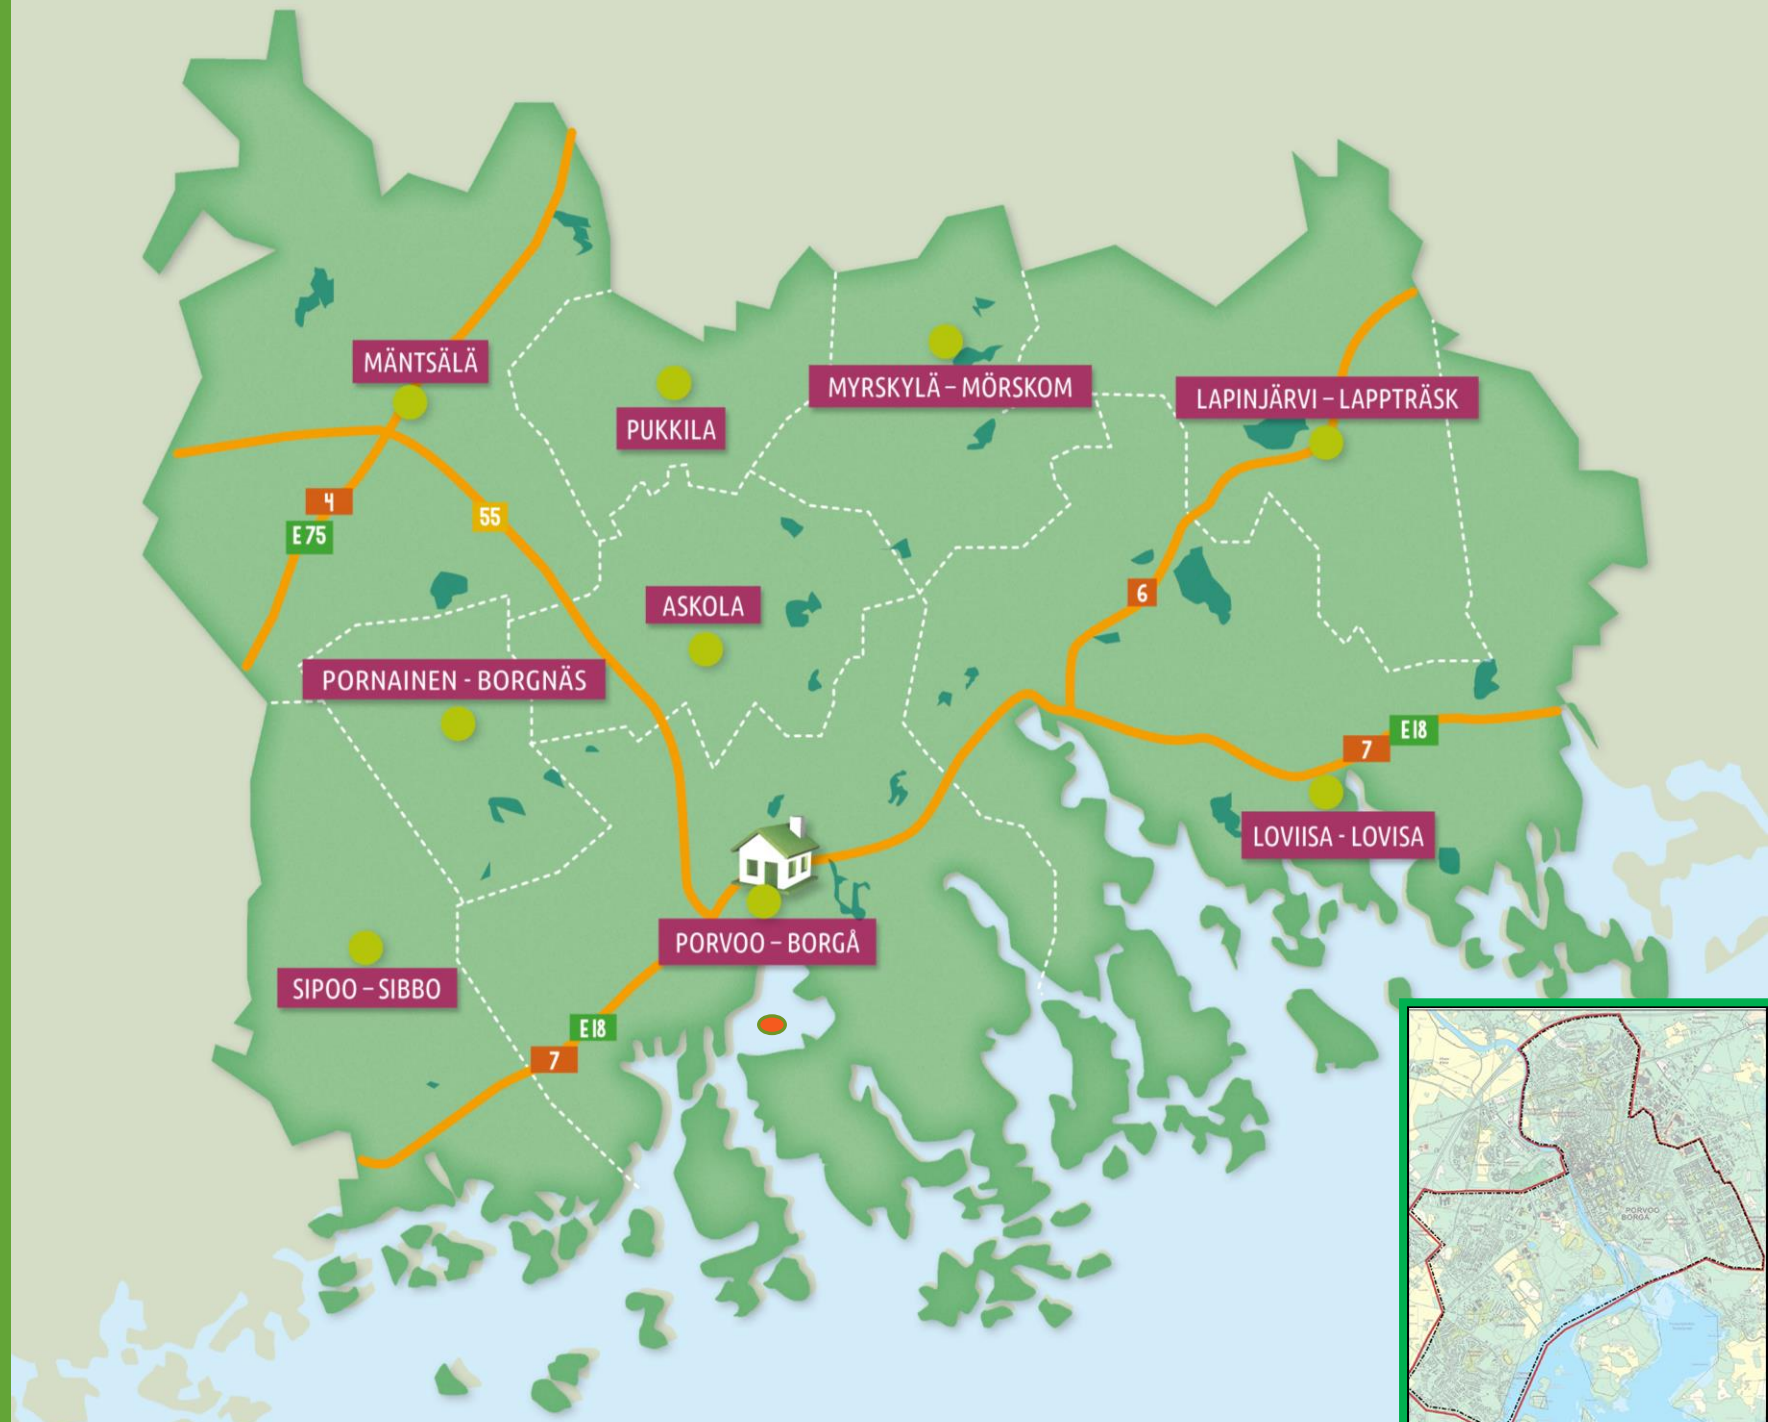 MÄNTSÄLÄ
PUKKILA
MYRSKYLÄ – MÖRSKOM
LAPINJÄRVI – LAPPTRÄSK
4
E 75
55
ASKOLA
6
PORNAINEN - BORGNÄS
E18
7
LOVIISA - LOVISA
PORVOO – BORGÅ
SIPOO – SIBBO
E18
7
PORVOO
BORGÅ